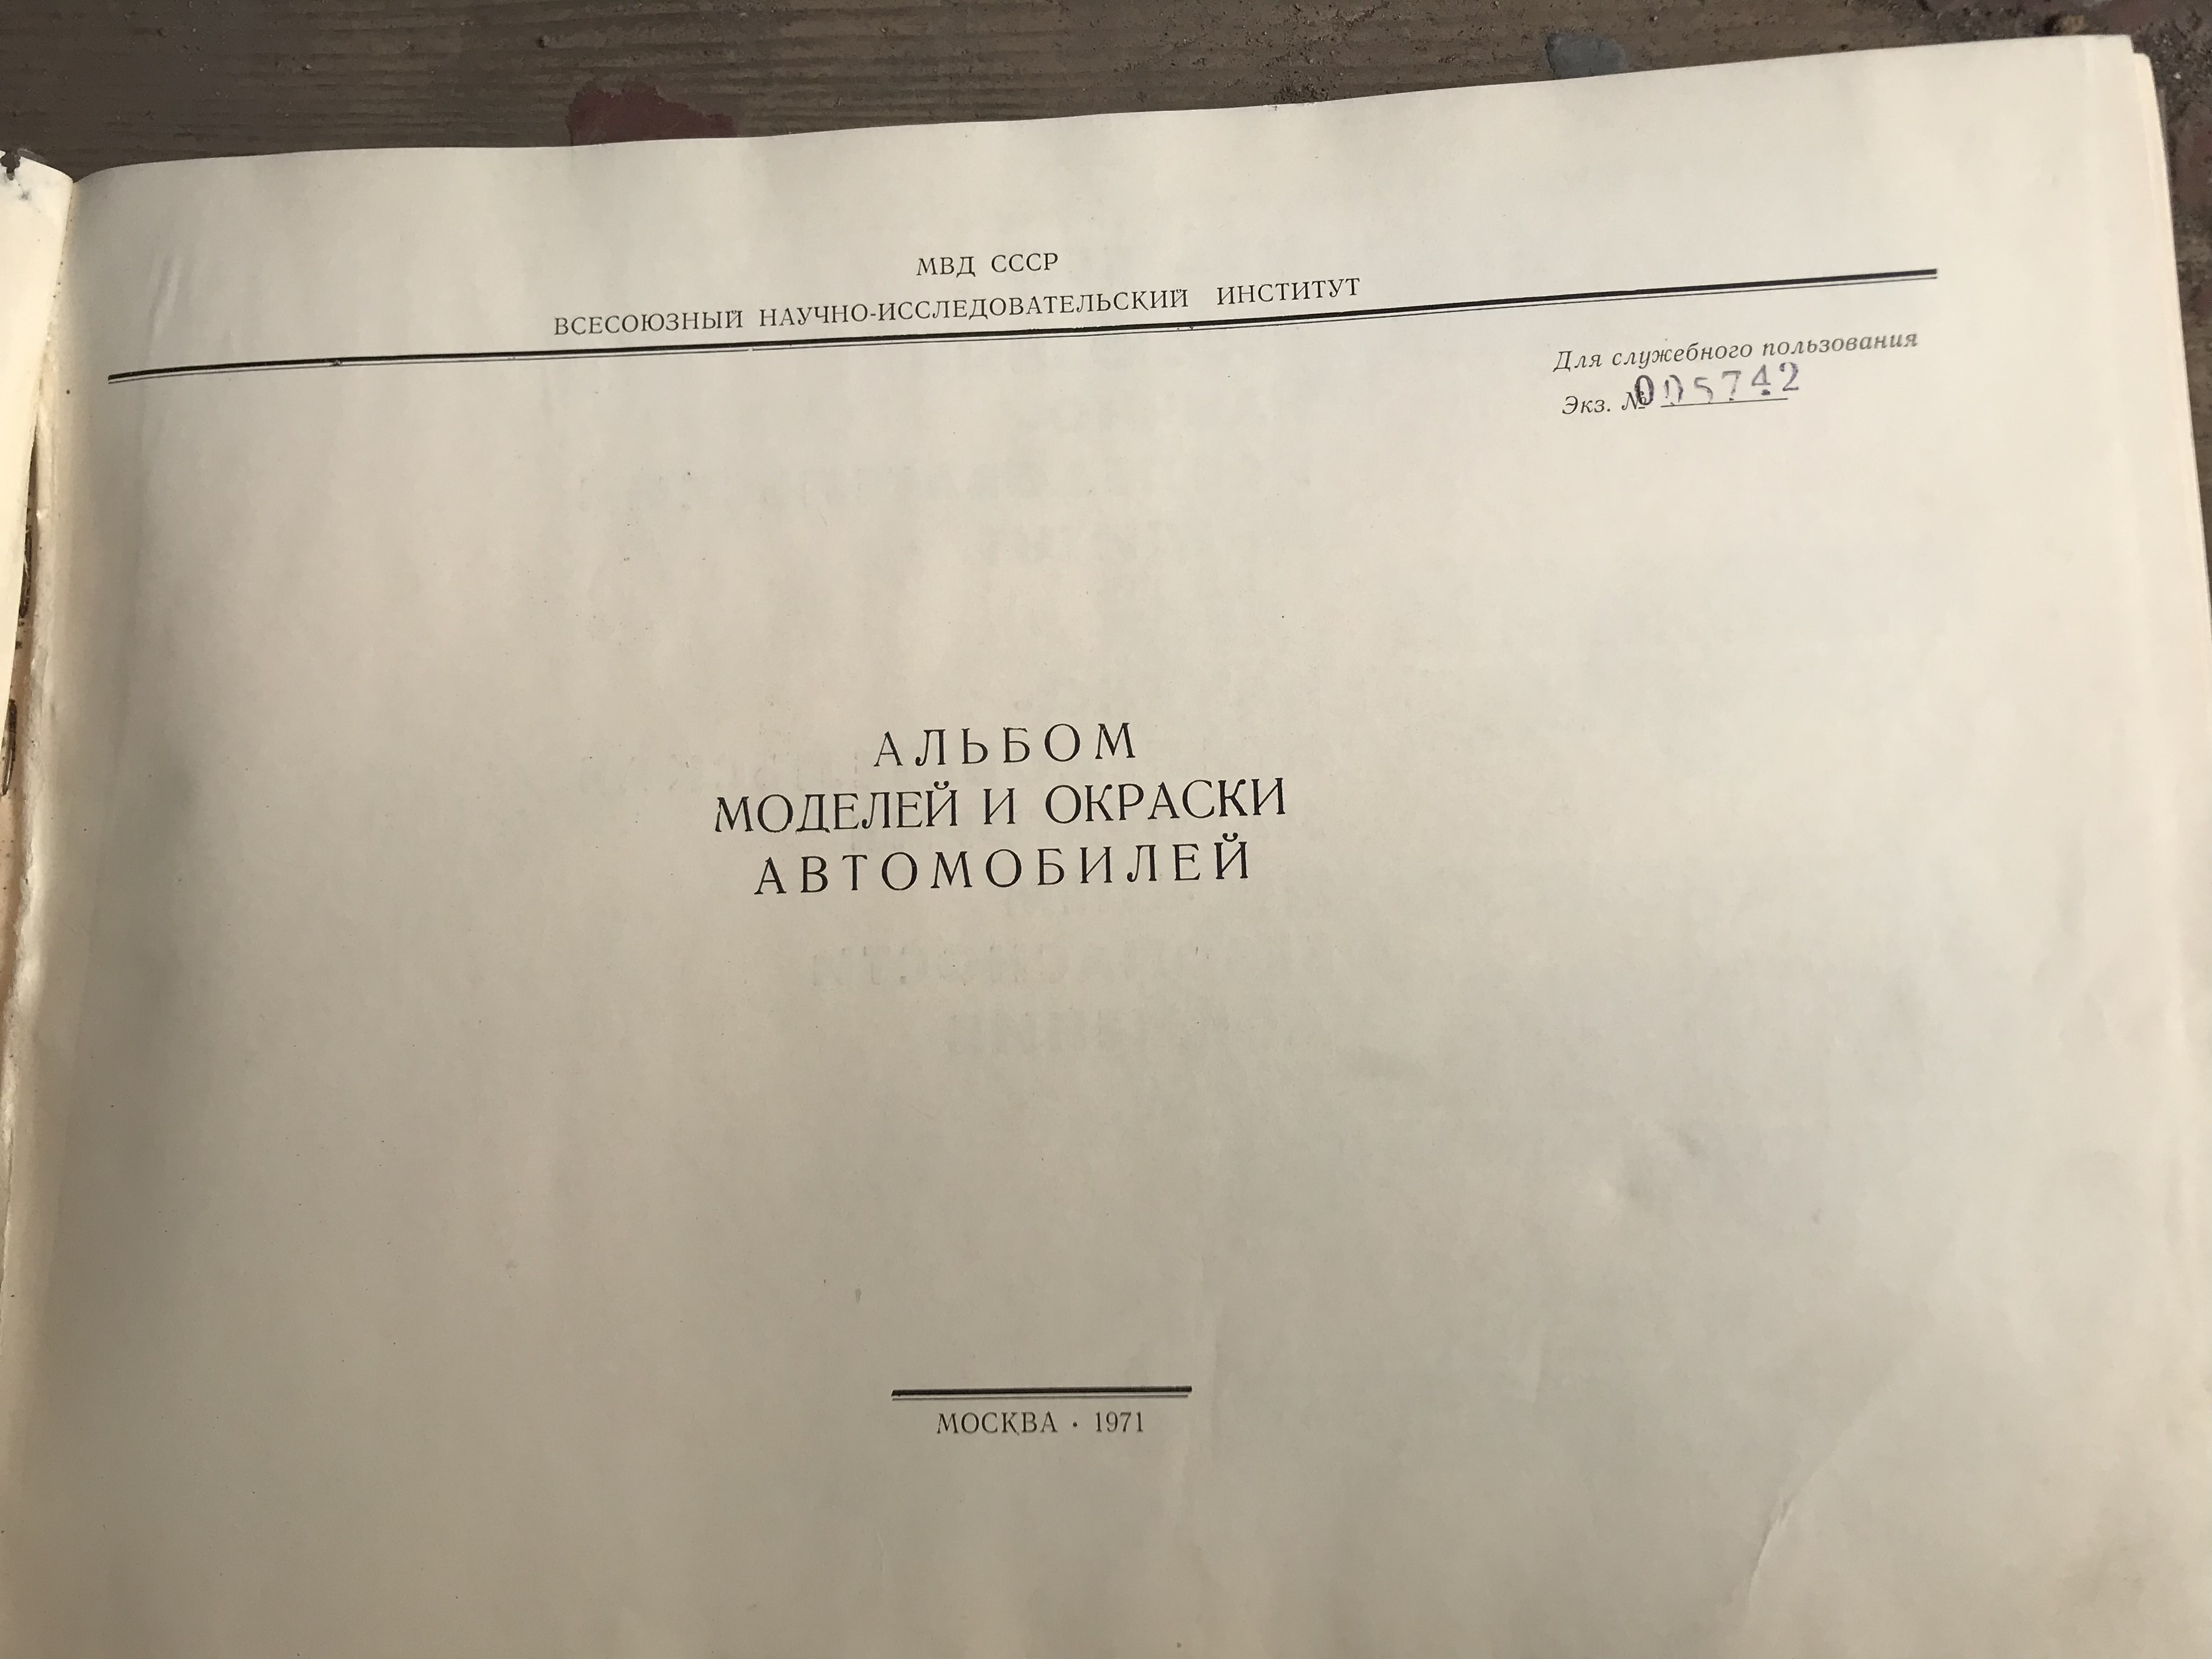 МВД СССР
ВСЕСОЮЗНЫЙ НАУЧНО-ИССЛЕДОВАТЕЛЬСКИЙ ИНСТИТУТ
Для служебного пользования
Экз. № 005742
АЛЬБОМ
МОДЕЛЕЙ И ОКРАСКИ
АВТОМОБИЛЕЙ
МОСКВА · 1971